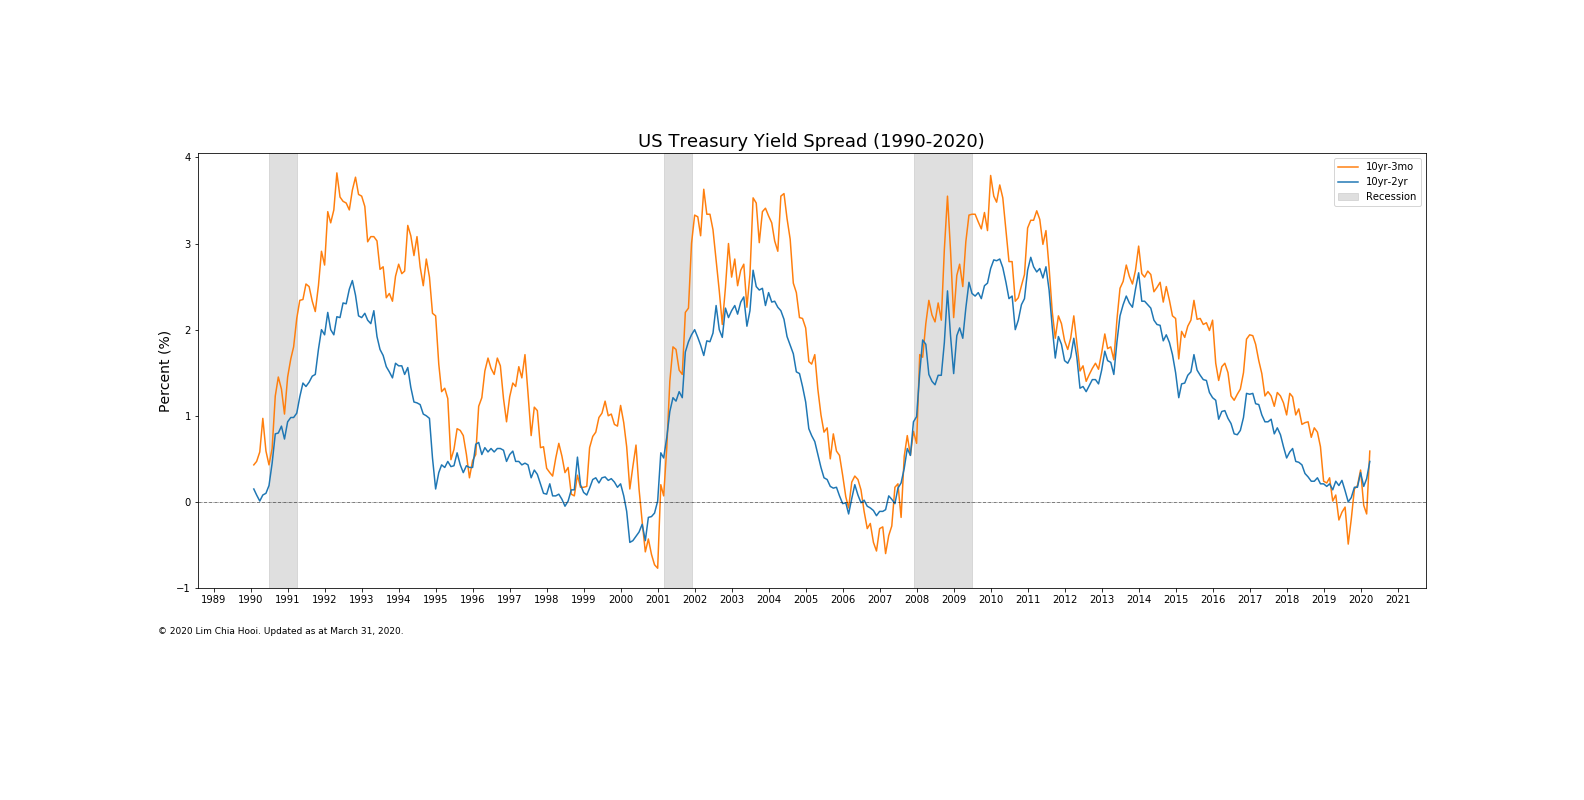 US Treasury Yield Spread (1990-2020)
4
3
2
1
0
−1
Percent (%)
10yr-3mo
10yr-2yr
Recession
1989 1990 1991 1992 1993 1994 1995 1996 1997 1998 1999 2000 2001 2002 2003 2004 2005 2006 2007 2008 2009 2010 2011 2012 2013 2014 2015 2016 2017 2018 2019 2020 2021
© 2020 Lim Chia Hooi. Updated as at March 31, 2020.